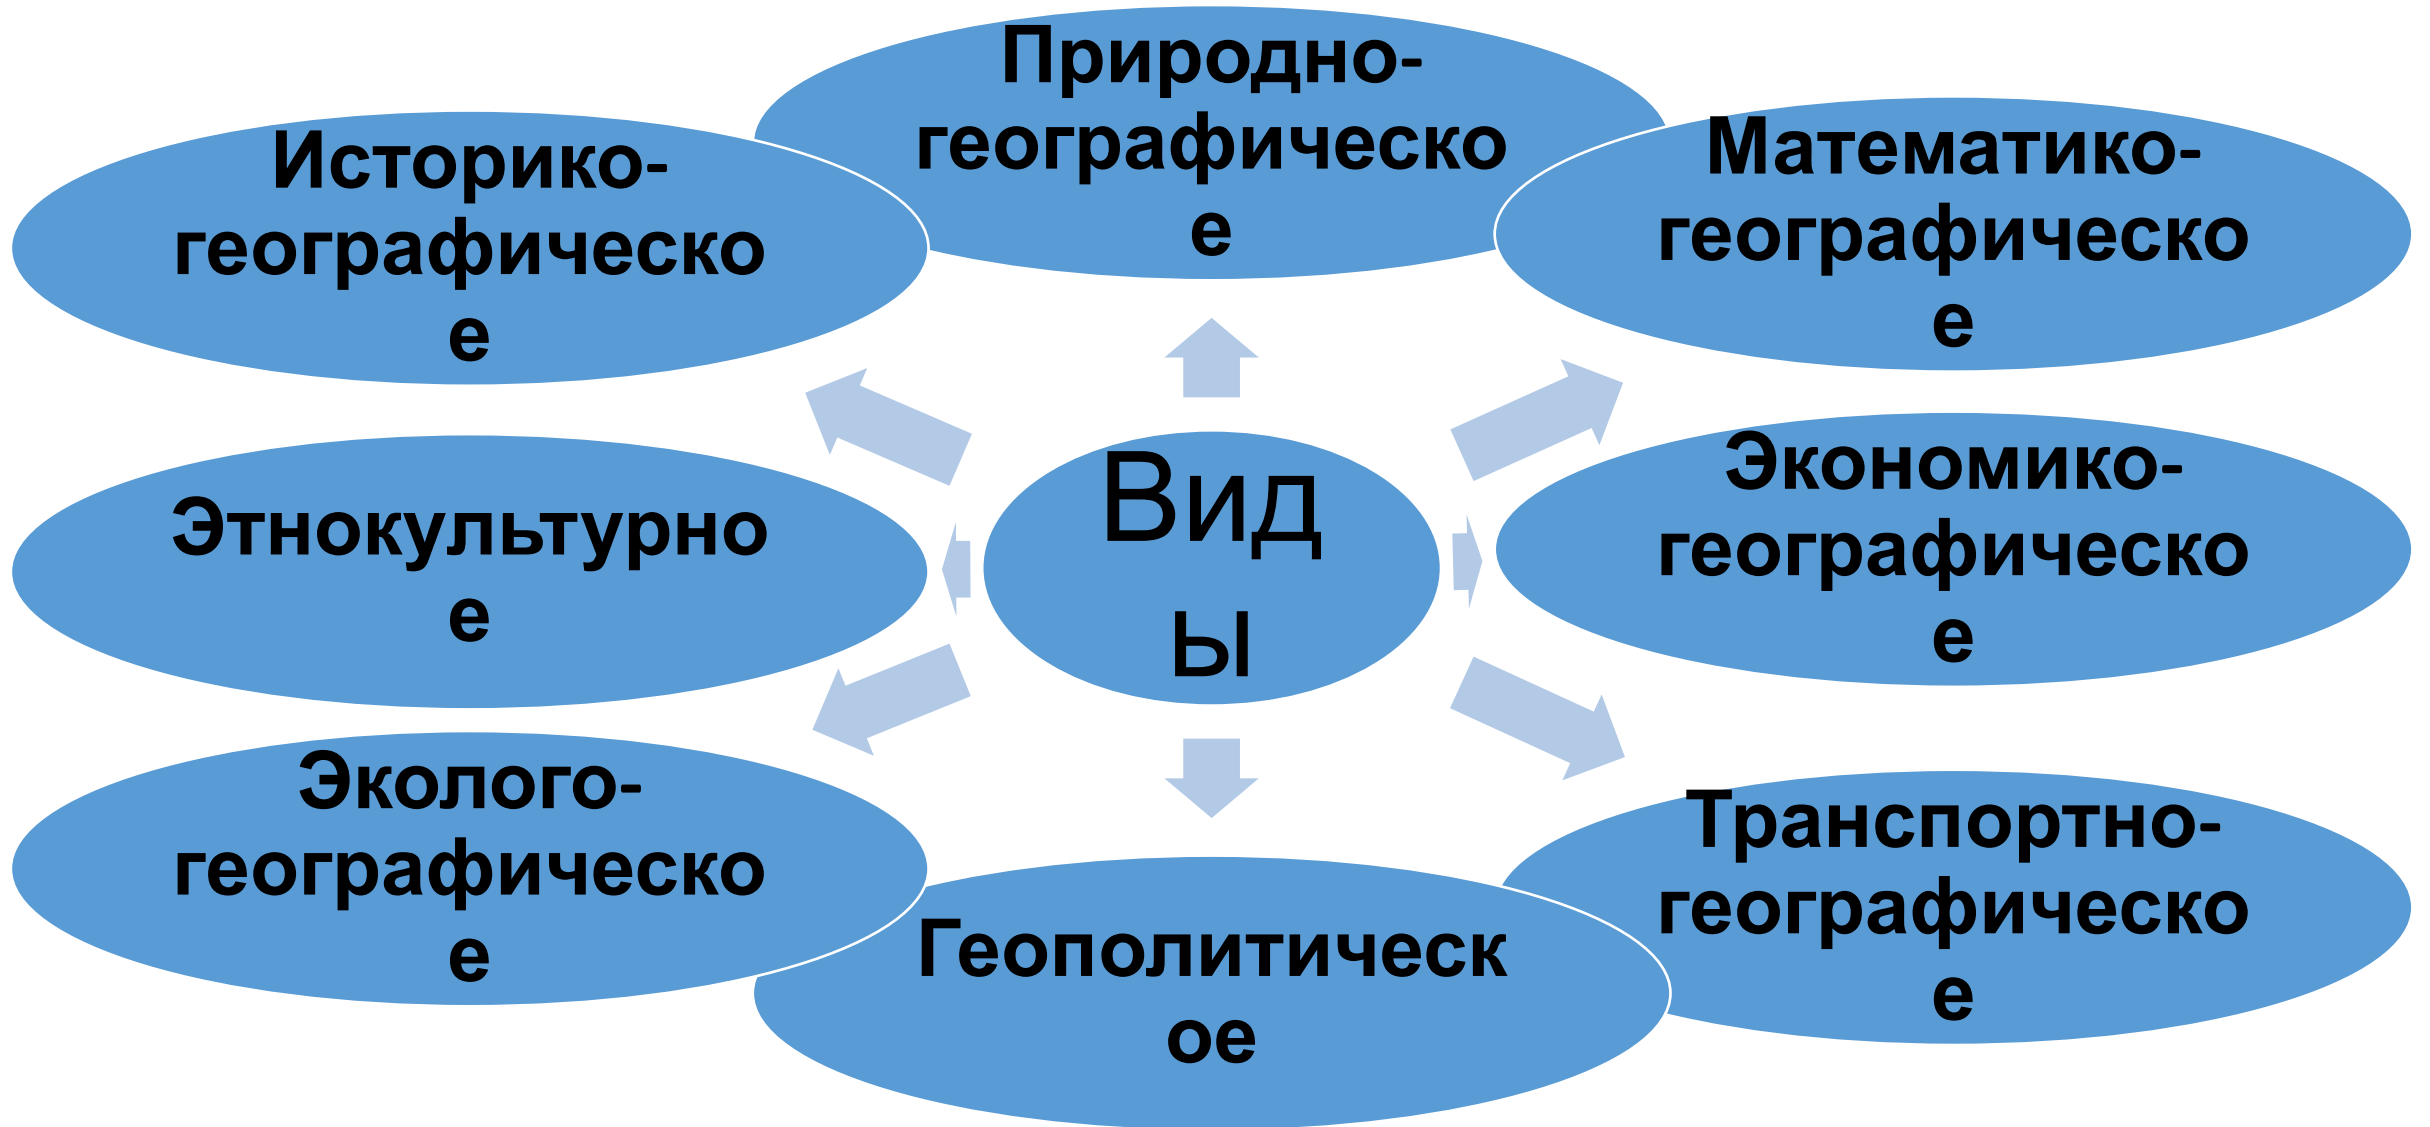 Природно-
географическо
е
Математико-
географическо
е
Экономико-
географическо
е
Транспортно-
географическо
е
Геополитическ
ое
Эколого-
географическо
е
Этнокультурно
е
Историко-
географическо
е
Вид
ы